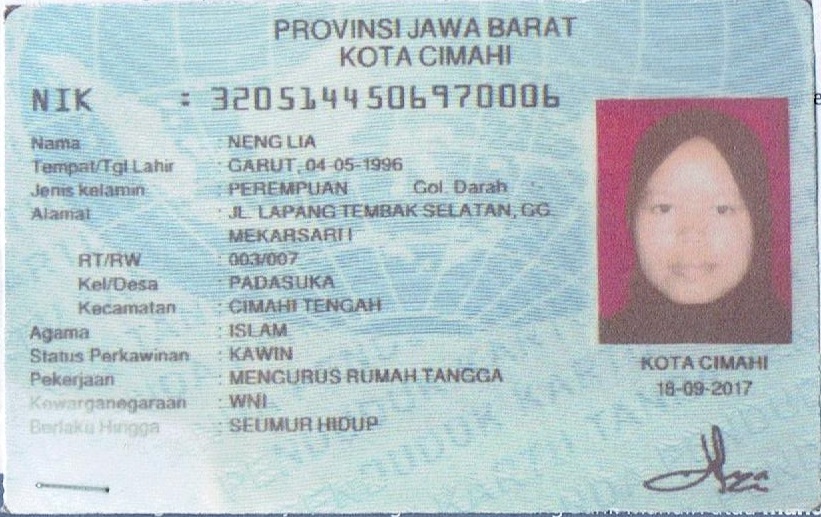 PROVINSI JAWA BARAT
KOTA CIMAHI
NIK : 3205144506970006
Nama : NENG LIA
Tempat/Tgl Lahir : GARUT, 04-05-1996
Jenis kelamin : PEREMPUAN Gol. Darah : -
Alamat : JL. LAPANG TEMBAK SELATAN, GG
MEKARSARI I
RT/RW : 003/007
Kel/Desa : PADASUKA
Kecamatan : CIMAHI TENGAH
Agama : ISLAM
Status Perkawinan : KAWIN
Pekerjaan : MENGURUS RUMAH TANGGA
Kewarganegaraan : WNI
Berlaku Hingga : SEUMUR HIDUP
KOTA CIMAHI
18-09-2017